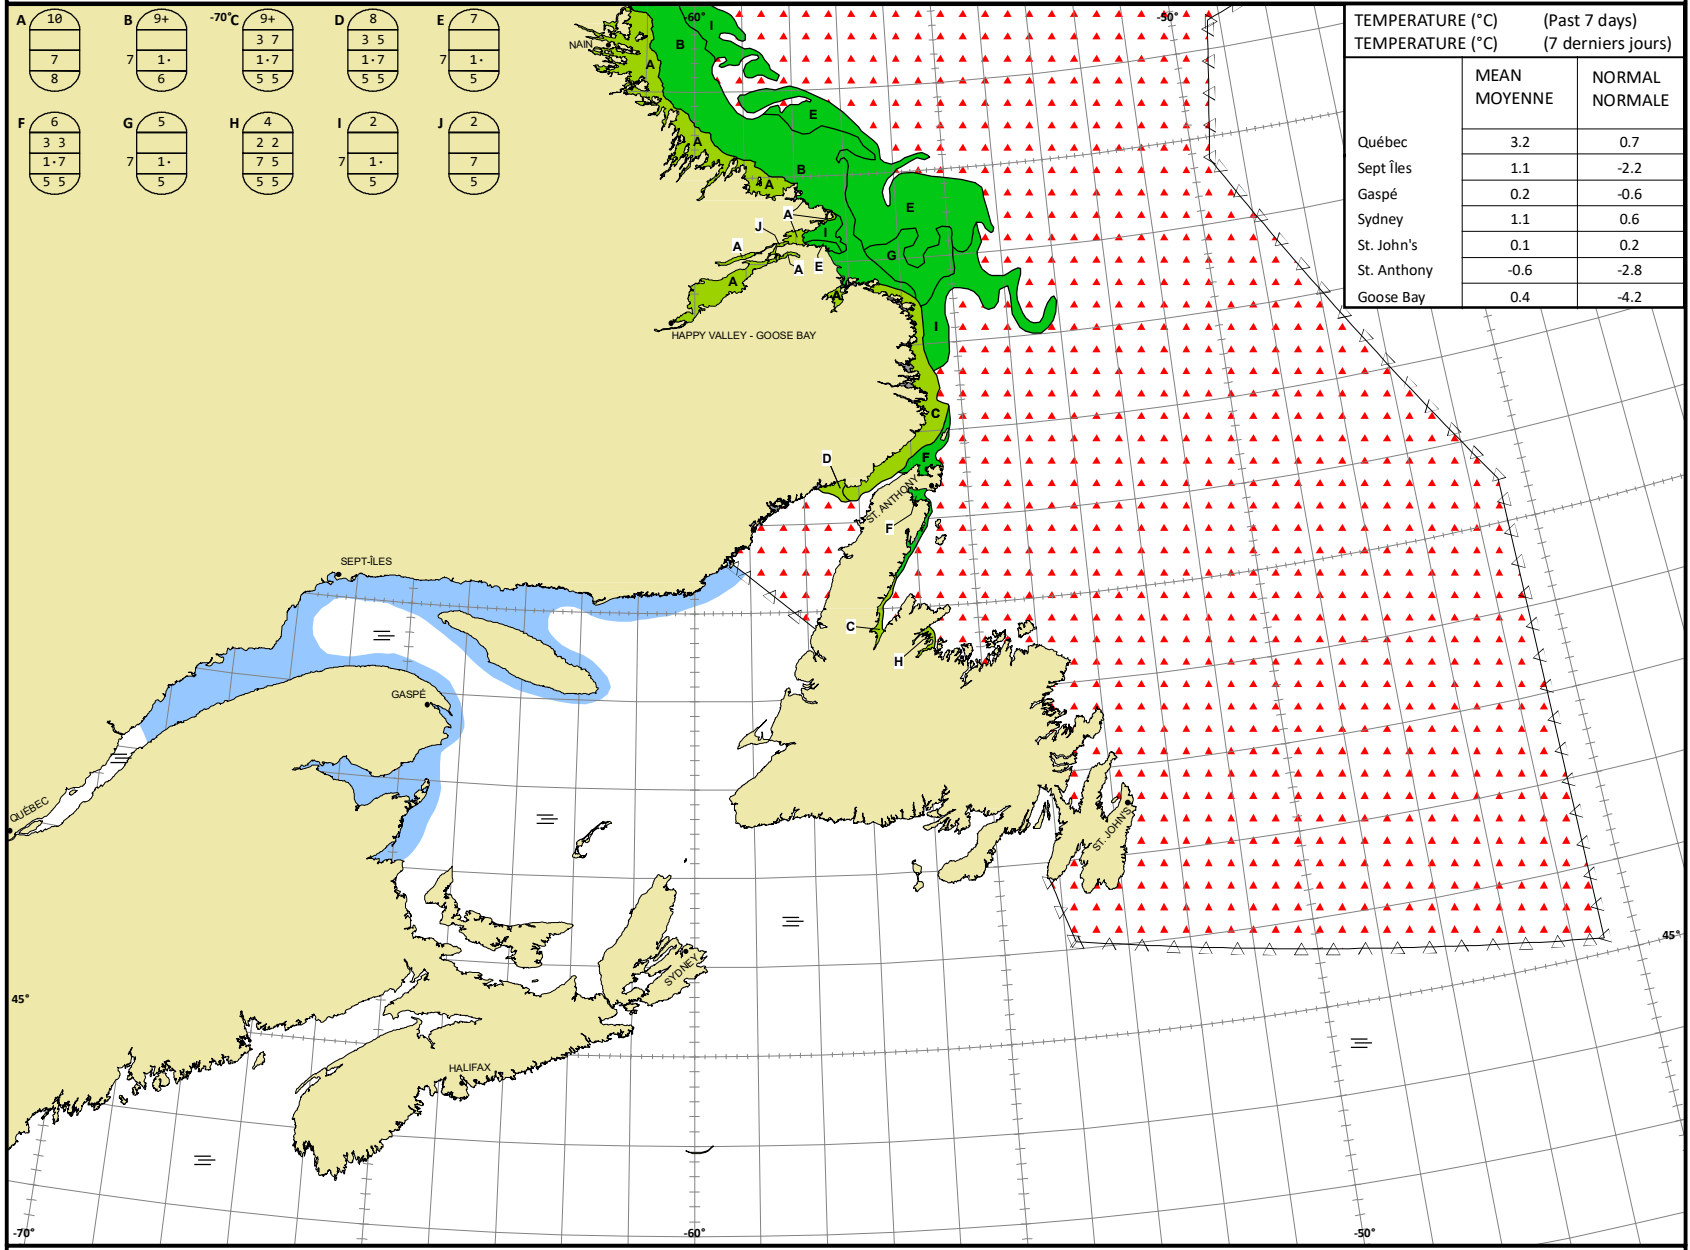 A 10 B 9+ -70° C 9+ D 8 E 7 -60° -50°
3 7 3 5
7 7 1· 1·7 1·7 7 1·
8 6 5 5 5 5 5
F 6 G 5 H 4 I 2 J 2
3 3 2 2
1·7 7 1· 7 5 7 1· 7
5 5 5 5 5 5 5
TEMPERATURE (°C) (Past 7 days)
TEMPERATURE (°C) (7 derniers jours)
MEAN NORMAL
MOYENNE NORMALE
Québec 3.2 0.7
Sept Îles 1.1 -2.2
Gaspé 0.2 -0.6
Sydney 1.1 0.6
St. John's 0.1 0.2
St. Anthony -0.6 -2.8
Goose Bay 0.4 -4.2
I
B
NAIN
A
E
A
B
A
E
A
J
I
A
G
A E
A
A
I
HAPPY VALLEY - GOOSE BAY
C
D F
ST. ANTHONY
F
SEPT-ÎLES
C
H
GASPÉ
QUÉBEC
ST. JOHN'S
SYDNEY
45°
45°
HALIFAX
-70° -60° -50°